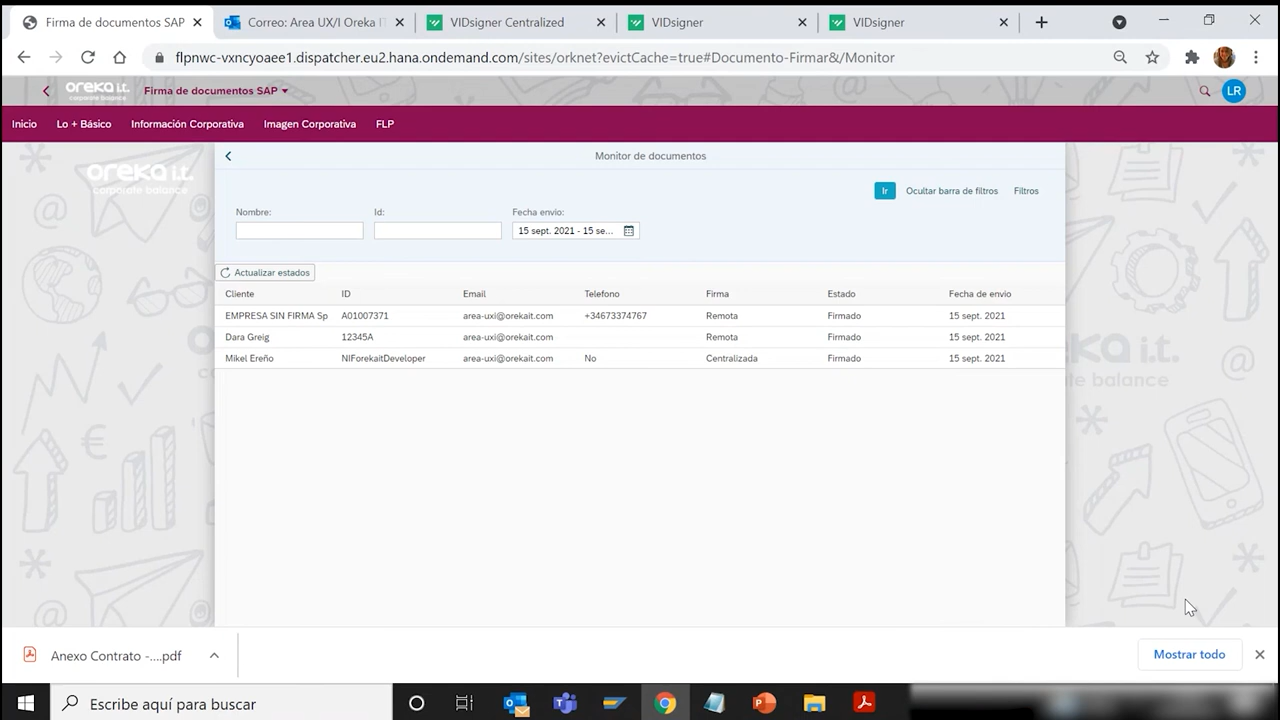 Firma de documentos SAP
Correo: Area UX/I Oreka IT
VIDsigner Centralized
VIDsigner
VIDsigner
flpnwc-vxncyoaee1.dispatcher.eu2.hana.ondemand.com/sites/orknet?evictCache=true#Documento-Firmar&/Monitor
oreka i.t.
corporate balance
Firma de documentos SAP
LR
Inicio
Lo + Básico
Información Corporativa
Imagen Corporativa
FLP
oreka i.t.
corporate balance
Monitor de documentos
Ir
Ocultar barra de filtros
Filtros
Nombre:
Id:
Fecha envio:
15 sept. 2021 - 15 se...
Actualizar estados
Cliente ID Email Telefono Firma Estado Fecha de envio
EMPRESA SIN FIRMA Sp A01007371 area-uxi@orekait.com +34673374767 Remota Firmado 15 sept. 2021
Dara Greig 12345A area-uxi@orekait.com Remota Firmado 15 sept. 2021
Mikel Ereño NIForekaitDeveloper area-uxi@orekait.com No Centralizada Firmado 15 sept. 2021
Anexo Contrato -....pdf
Mostrar todo
Escribe aquí para buscar